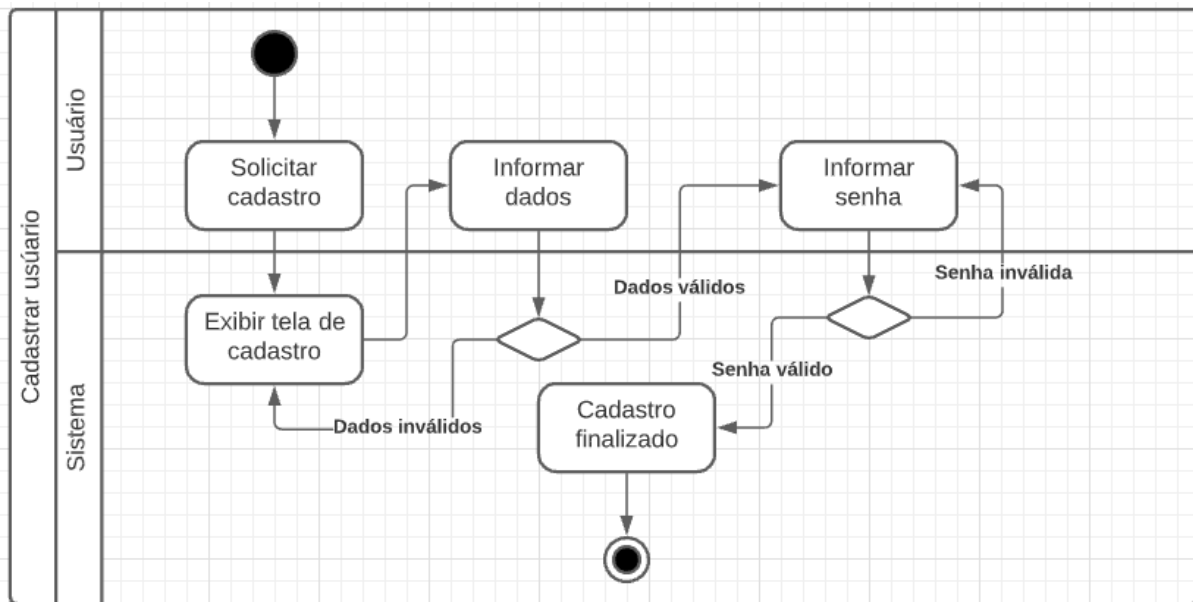 Cadastrar usúario
Usuário
Solicitar
cadastro
Informar
dados
Informar
senha
Sistema
Exibir tela de
cadastro
Dados válidos
Senha inválida
Dados inválidos
Senha válido
Cadastro
finalizado